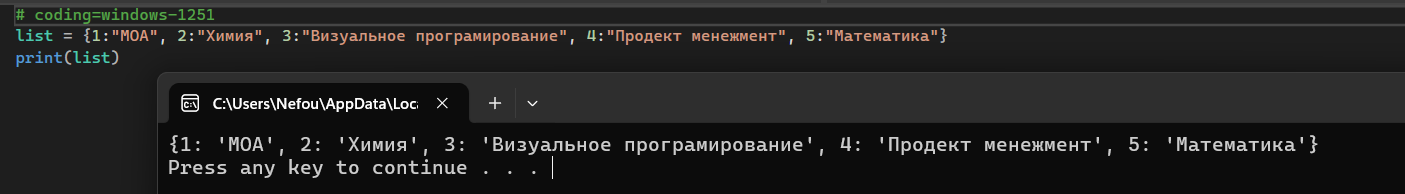 # coding=windows-1251
list = {1:"МОА", 2:"Химия", 3:"Визуальное програмирование", 4:"Продект менежмент", 5:"Математика"}
print(list)
C:\Users\Nefou\AppData\Loca
{1: 'МОА', 2: 'Химия', 3: 'Визуальное програмирование', 4: 'Продект менежмент', 5: 'Математика'}
Press any key to continue . . .